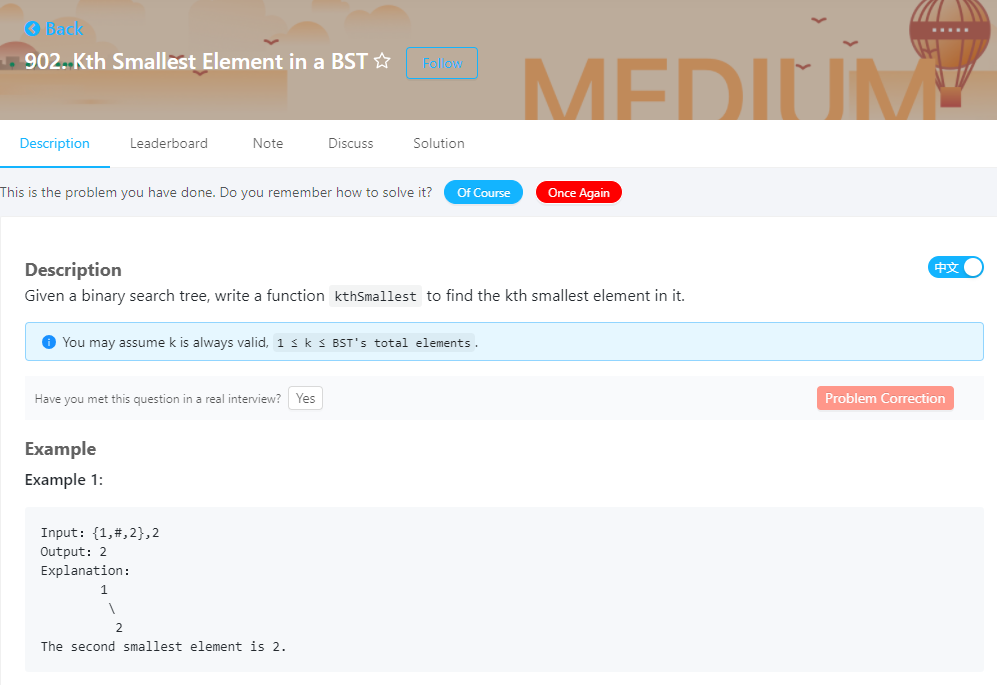 Back
902. Kth Smallest Element in a BST
Follow
MEDIUM
Description Leaderboard Note Discuss Solution
This is the problem you have done. Do you remember how to solve it? Of Course Once Again
Description
中文
Given a binary search tree, write a function kthSmallest to find the kth smallest element in it.
You may assume k is always valid, 1 ≤ k ≤ BST's total elements.
Have you met this question in a real interview? Yes
Problem Correction
Example
Example 1:
Input: {1,#,2},2
Output: 2
Explanation:
1
\
2
The second smallest element is 2.